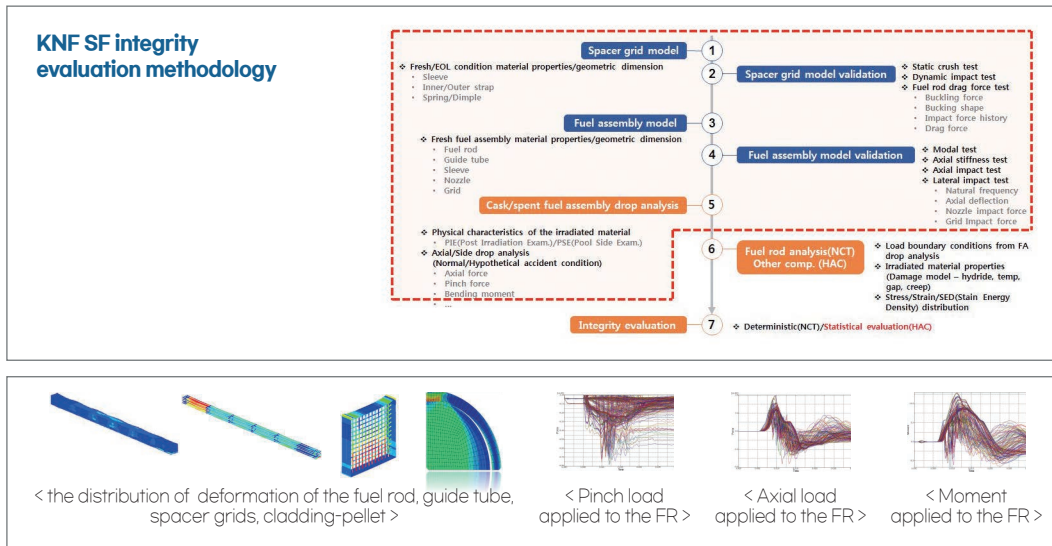 KNF SF integrity
evaluation methodology
Spacer grid model
1
❖ Fresh/EOL condition material properties/geometric dimension
• Sleeve
• Inner/Outer strap
• Spring/Dimple
2
Spacer grid model validation
❖ Static crush test
❖ Dynamic impact test
❖ Fuel rod drag force test
• Buckling force
• Bucking shape
• Impact force history
• Drag force
Fuel assembly model
3
❖ Fresh fuel assembly material properties/geometric dimension
• Fuel rod
• Guide tube
• Sleeve
• Nozzle
• Grid
4
Fuel assembly model validation
❖ Modal test
❖ Axial stiffness test
❖ Axial impact test
❖ Lateral impact test
• Natural frequency
• Axial deflection
• Nozzle impact force
• Grid Impact force
Cask/spent fuel assembly drop analysis
5
❖ Physical characteristics of the irradiated material
• PIE(Post Irradiation Exam.)/PSE(Pool Side Exam.)
❖ Axial/Side drop analysis
(Normal/Hypothetical accident condition)
• Axial force
• Pinch force
• Bending moment
• ...
6
Fuel rod analysis(NCT)
Other comp. (HAC)
❖ Load boundary conditions from FA
drop analysis
❖ Irradiated material properties
(Damage model – hydride, temp,
gap, creep)
❖ Stress/Strain/SED(Stain Energy
Density) distribution
Integrity evaluation
7
❖ Deterministic(NCT)/Statistical evaluation(HAC)
< the distribution of deformation of the fuel rod, guide tube,
spacer grids, cladding-pellet >
< Pinch load
applied to the FR >
< Axial load
applied to the FR >
< Moment
applied to the FR >